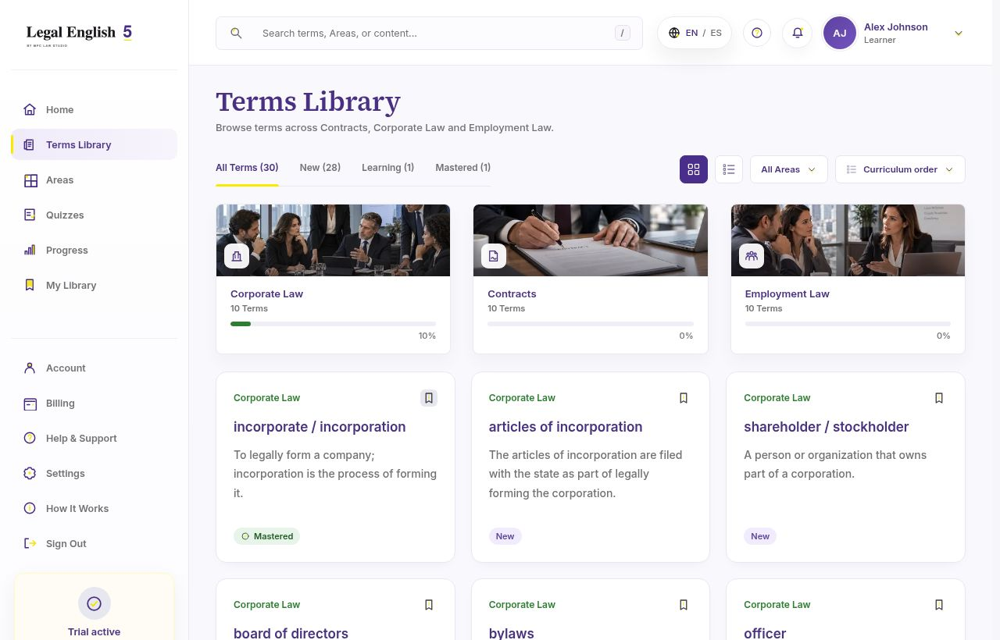 Legal English 5
BY MPC LAW STUDIO
Search terms, Areas, or content...
/
EN / ES
AJ
Alex Johnson
Learner
Home
Terms Library
Areas
Quizzes
Progress
My Library
Account
Billing
Help & Support
Settings
How It Works
Sign Out
Trial active
Terms Library
Browse terms across Contracts, Corporate Law and Employment Law.
All Terms (30)
New (28)
Learning (1)
Mastered (1)
All Areas
Curriculum order
Corporate Law
10 Terms
10%
CONTRACT
Contracts
10 Terms
0%
Employment Law
10 Terms
0%
Corporate Law
incorporate / incorporation
To legally form a company;
incorporation is the process of forming
it.
Mastered
Corporate Law
articles of incorporation
The articles of incorporation are filed
with the state as part of legally
forming the corporation.
New
Corporate Law
shareholder / stockholder
A person or organization that owns
part of a corporation.
New
Corporate Law
board of directors
Corporate Law
bylaws
Corporate Law
officer